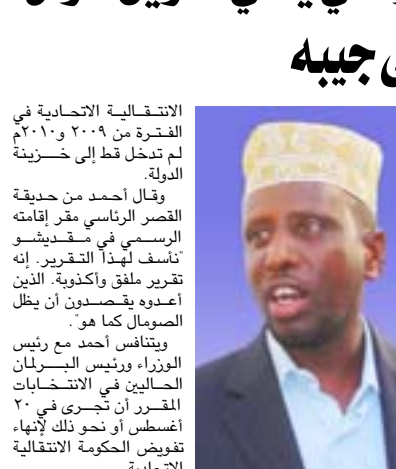 جيبه
الانتقالية الاتحادية في
الفترة من ٢٠٠٩ و٢٠١٠م
لم تدخل قط إلى خزينة
الدولة.
وقال أحمد من حديقة
القصر الرئاسي مقر إقامته
الرسمي في مقديشو
"نأسف لهذا التقرير. إنه
تقرير ملفق وأكذوبة. الذين
أعدوه يقصدون أن يظل
الصومال كما هو".
ويتنافس أحمد مع رئيس
الوزراء ورئيس البرلمان
الحاليين في الانتخابات
المقرر أن تجرى في ٢٠
أغسطس أو نحو ذلك لإنهاء
تفويض الحكومة الانتقالية
الاتحادية